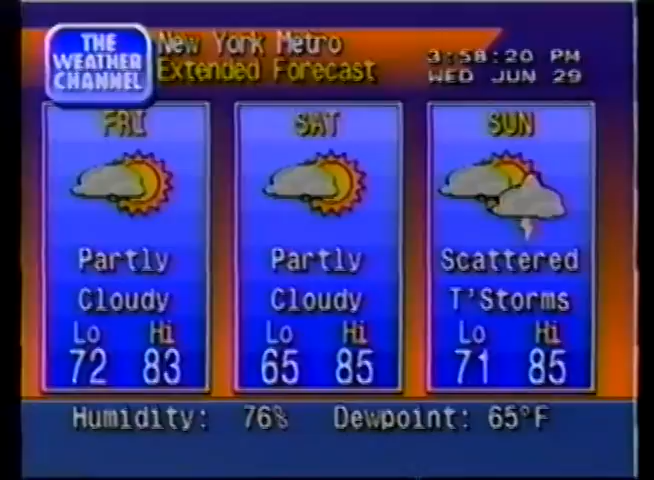 THE
WEATHER
CHANNEL
New York Metro
Extended Forecast
3:58:20 PM
WED JUN 29
FRI
Partly
Cloudy
Lo Hi
72 83
SAT
Partly
Cloudy
Lo Hi
65 85
SUN
Scattered
T'Storms
Lo Hi
71 85
Humidity: 76% Dewpoint: 65°F